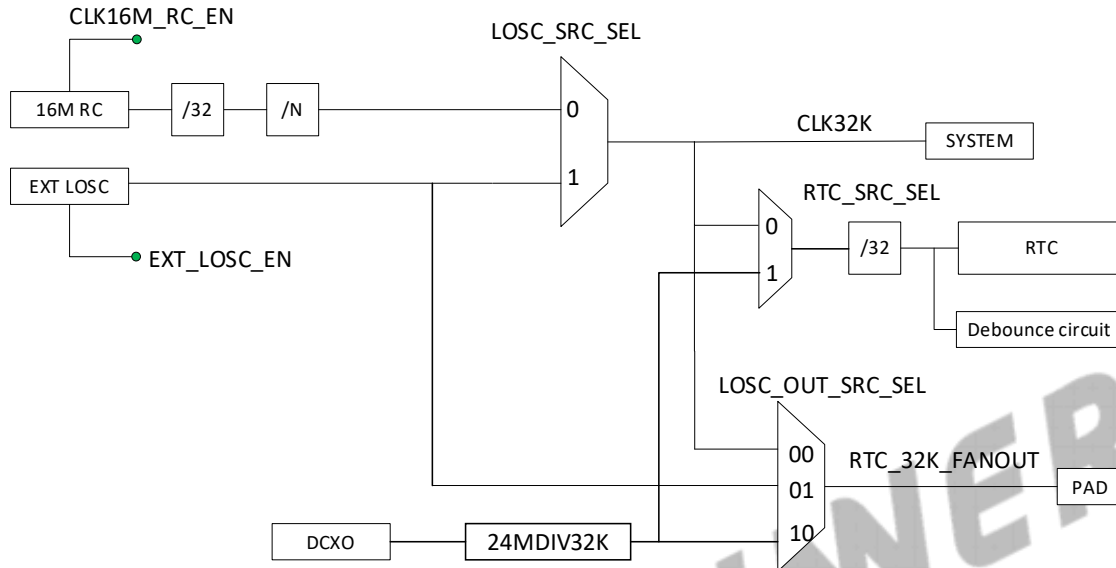 CLK16M_RC_EN
LOSC_SRC_SEL
16M RC
/32
/N
0
CLK32K
SYSTEM
EXT LOSC
1
RTC_SRC_SEL
0
/32
RTC
EXT_LOSC_EN
1
Debounce circuit
LOSC_OUT_SRC_SEL
00
RTC_32K_FANOUT
01
PAD
DCXO
24MDIV32K
10